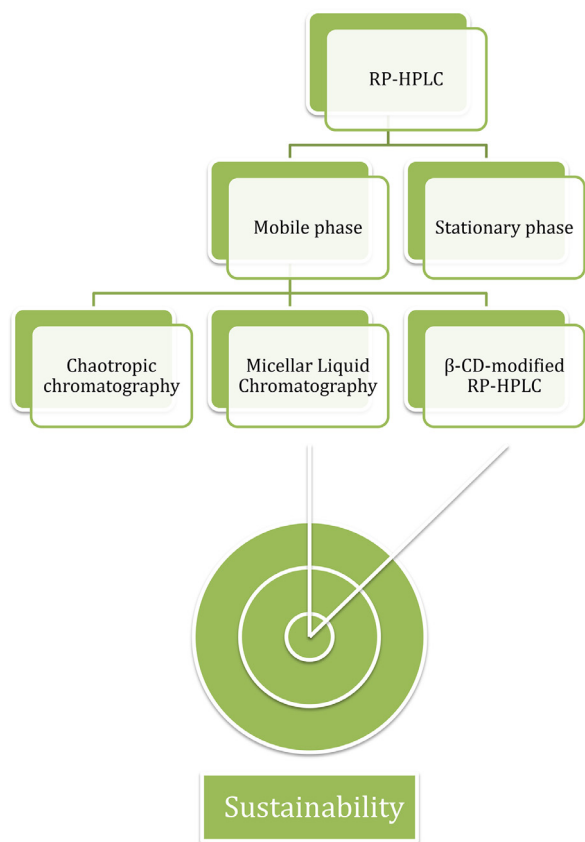 RP-HPLC
Mobile phase
Stationary phase
Chaotropic
chromatography
Micellar Liquid
Chromatography
β-CD-modified
RP-HPLC
Sustainability